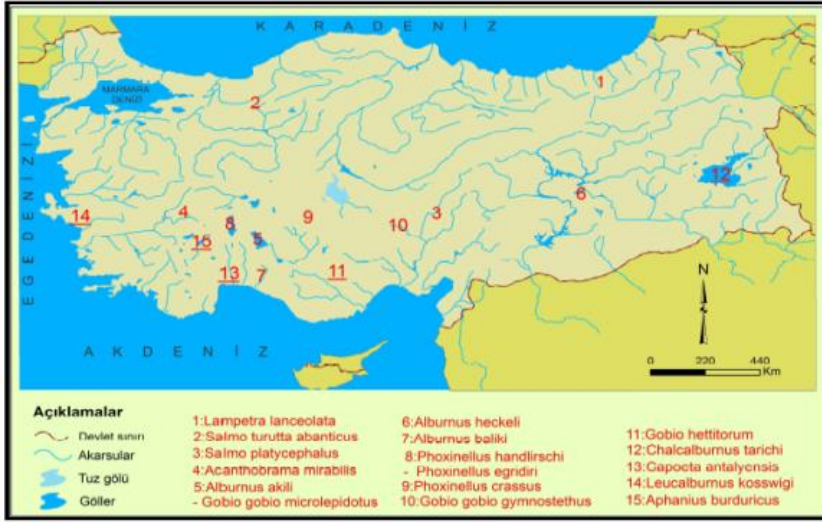 KARADENİZ
MARMARA
DENİZİ
EGE DENİZİ
AKDENİZ
1
2
3
4
5
6
7
8
9
10
11
12
13
14
15
N
0 220 440
Km
Açıklamalar
Devlet sınırı
Akarsular
Tuz gölü
Göller
1:Lampetra lanceolata
2:Salmo turutta abanticus
3:Salmo platycephalus
4:Acanthobrama mirabilis
5:Alburnus akili
- Gobio gobio microlepidotus
6:Alburnus heckeli
7:Alburnus baliki
8:Phoxinellus handlirschi
- Phoxinellus egridiri
9:Phoxinellus crassus
10:Gobio gobio gymnostethus
11:Gobio hettitorum
12:Chalcalburnus tarichi
13:Capocta antalyensis
14:Leucalburnus kosswigi
15:Aphanius burduricus